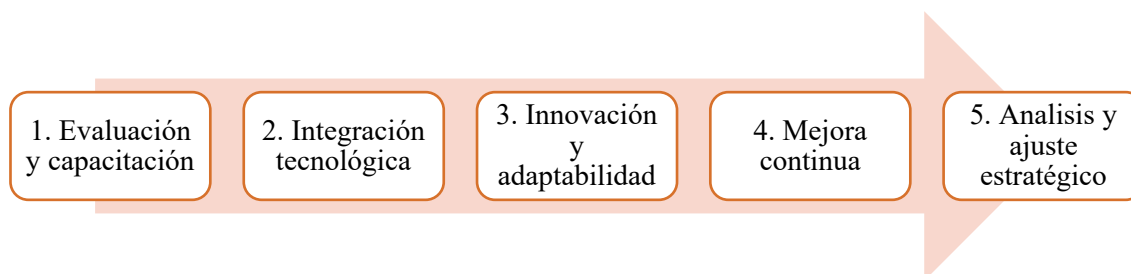 1. Evaluación
y capacitación
2. Integración
tecnológica
3. Innovación
y
adaptabilidad
4. Mejora
continua
5. Analisis y
ajuste
estratégico